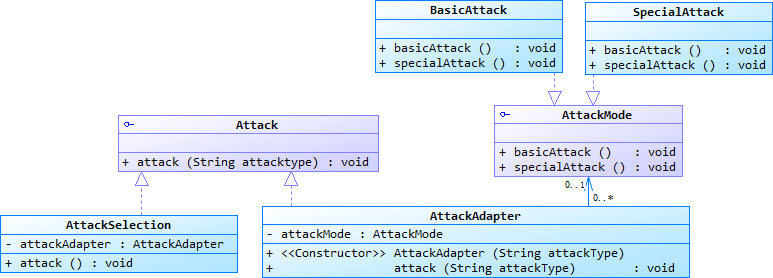 BasicAttack
+ basicAttack () : void
+ specialAttack () : void
SpecialAttack
+ basicAttack () : void
+ specialAttack () : void
Attack
+ attack (String attacktype) : void
AttackMode
+ basicAttack () : void
+ specialAttack () : void
0..1
0..*
AttackSelection
- attackAdapter : AttackAdapter
+ attack () : void
AttackAdapter
- attackMode : AttackMode
+ <<Constructor>> AttackAdapter (String attackType)
+ attack (String attackType) : void